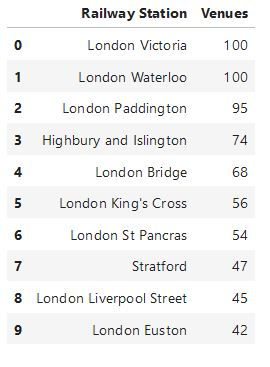 Railway Station Venues
0 London Victoria 100
1 London Waterloo 100
2 London Paddington 95
3 Highbury and Islington 74
4 London Bridge 68
5 London King's Cross 56
6 London St Pancras 54
7 Stratford 47
8 London Liverpool Street 45
9 London Euston 42